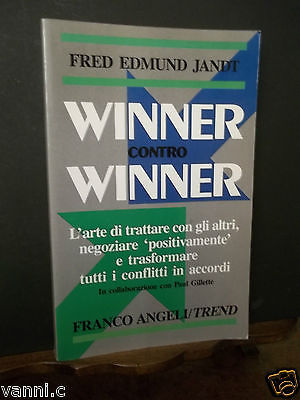 FRED EDMUND JANDT
WINNER
CONTRO
WINNER
L'arte di trattare con gli altri,
negoziare 'positivamente'
e trasformare
tutti i conflitti in accordi
In collaborazione con Paul Gillette
FRANCO ANGELI/TREND
vanni.c